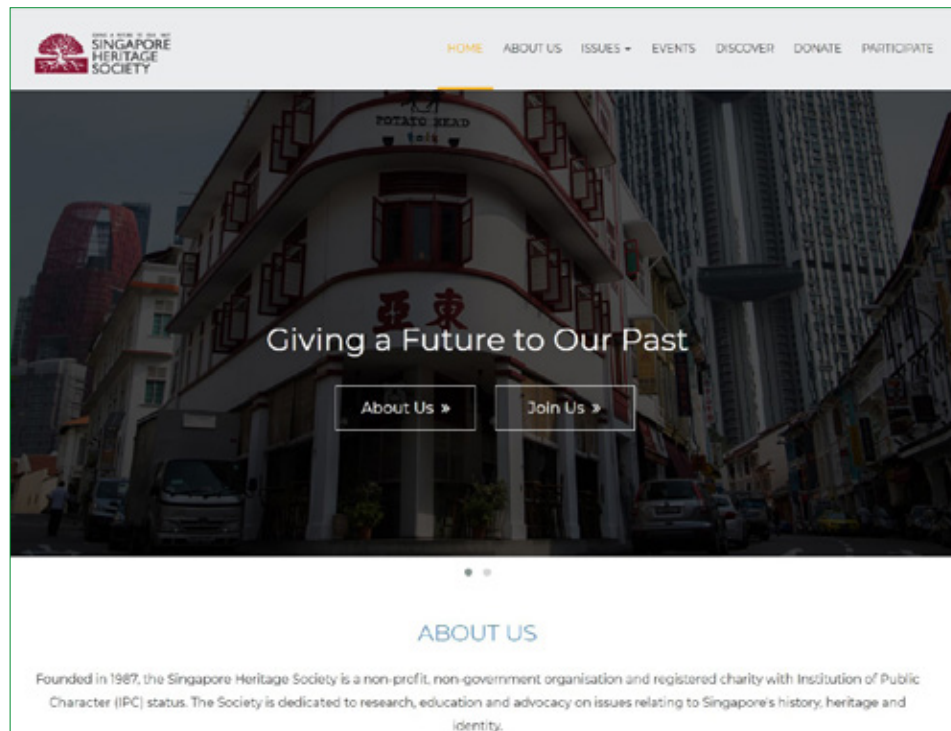 SINGAPORE
HERITAGE
SOCIETY
HOME ABOUT US ISSUES EVENTS DISCOVER DONATE PARTICIPATE
POTATO HEAD
亞東
Giving a Future to Our Past
About Us » Join Us »
ABOUT US
Founded in 1987, the Singapore Heritage Society is a non-profit, non-government organisation and registered charity with Institution of Public
Character (IPC) status. The Society is dedicated to research, education and advocacy on issues relating to Singapore's history, heritage and
identity.